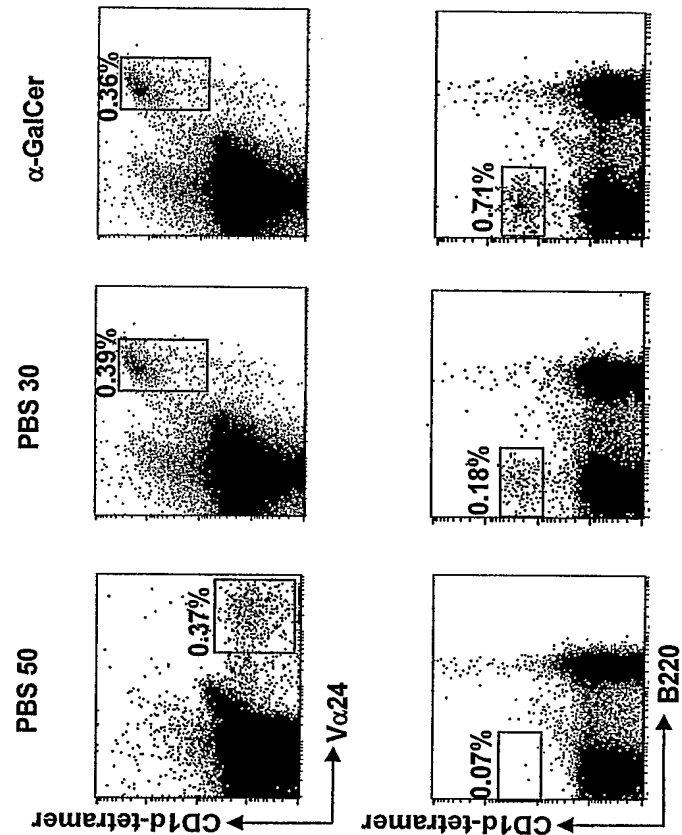 PBS 50
PBS 30
α-GalCer
0.37%
0.39%
0.36%
CD1d-tetramer
Vα24
0.07%
0.18%
0.71%
CD1d-tetramer
B220